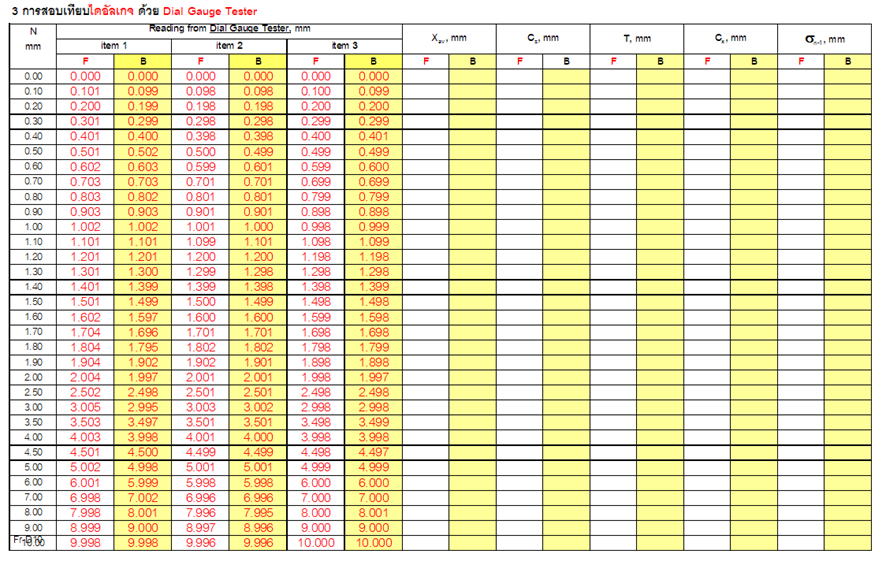 3 การสอบเทียบไดอัลเกจ ด้วย Dial Gauge Tester
N mm Reading from Dial Gauge Tester, mm Xav, mm Cs, mm T, mm Cx, mm σn-1, mm
item 1 item 2 item 3
F B F B F B F B F B F B F B F B
0.00 0.000 0.000 0.000 0.000 0.000 0.000
0.10 0.101 0.099 0.098 0.098 0.100 0.099
0.20 0.200 0.199 0.198 0.198 0.200 0.200
0.30 0.301 0.299 0.298 0.298 0.299 0.299
0.40 0.401 0.400 0.398 0.398 0.400 0.401
0.50 0.501 0.502 0.500 0.499 0.499 0.499
0.60 0.602 0.603 0.599 0.601 0.599 0.600
0.70 0.703 0.703 0.701 0.701 0.699 0.699
0.80 0.803 0.802 0.801 0.801 0.799 0.799
0.90 0.903 0.903 0.901 0.901 0.898 0.898
1.00 1.002 1.002 1.001 1.000 0.998 0.999
1.10 1.101 1.101 1.099 1.101 1.098 1.099
1.20 1.201 1.201 1.200 1.200 1.198 1.198
1.30 1.301 1.300 1.299 1.298 1.298 1.298
1.40 1.401 1.399 1.399 1.398 1.398 1.399
1.50 1.501 1.499 1.500 1.499 1.498 1.498
1.60 1.602 1.597 1.600 1.600 1.599 1.598
1.70 1.704 1.696 1.701 1.701 1.698 1.698
1.80 1.804 1.795 1.802 1.802 1.798 1.799
1.90 1.904 1.902 1.902 1.901 1.898 1.898
2.00 2.004 1.997 2.001 2.001 1.998 1.997
2.50 2.502 2.498 2.501 2.501 2.498 2.498
3.00 3.005 2.995 3.003 3.002 2.998 2.998
3.50 3.503 3.497 3.501 3.501 3.498 3.499
4.00 4.003 3.998 4.001 4.000 3.998 3.998
4.50 4.501 4.500 4.499 4.499 4.498 4.497
5.00 5.002 4.998 5.001 5.001 4.999 4.999
6.00 6.001 5.999 5.998 5.998 6.000 6.000
7.00 6.998 7.002 6.996 6.996 7.000 7.000
8.00 7.998 8.001 7.996 7.995 8.000 8.001
9.00 8.999 9.000 8.997 8.996 9.000 9.000
10.00 9.998 9.998 9.996 9.996 10.000 10.000